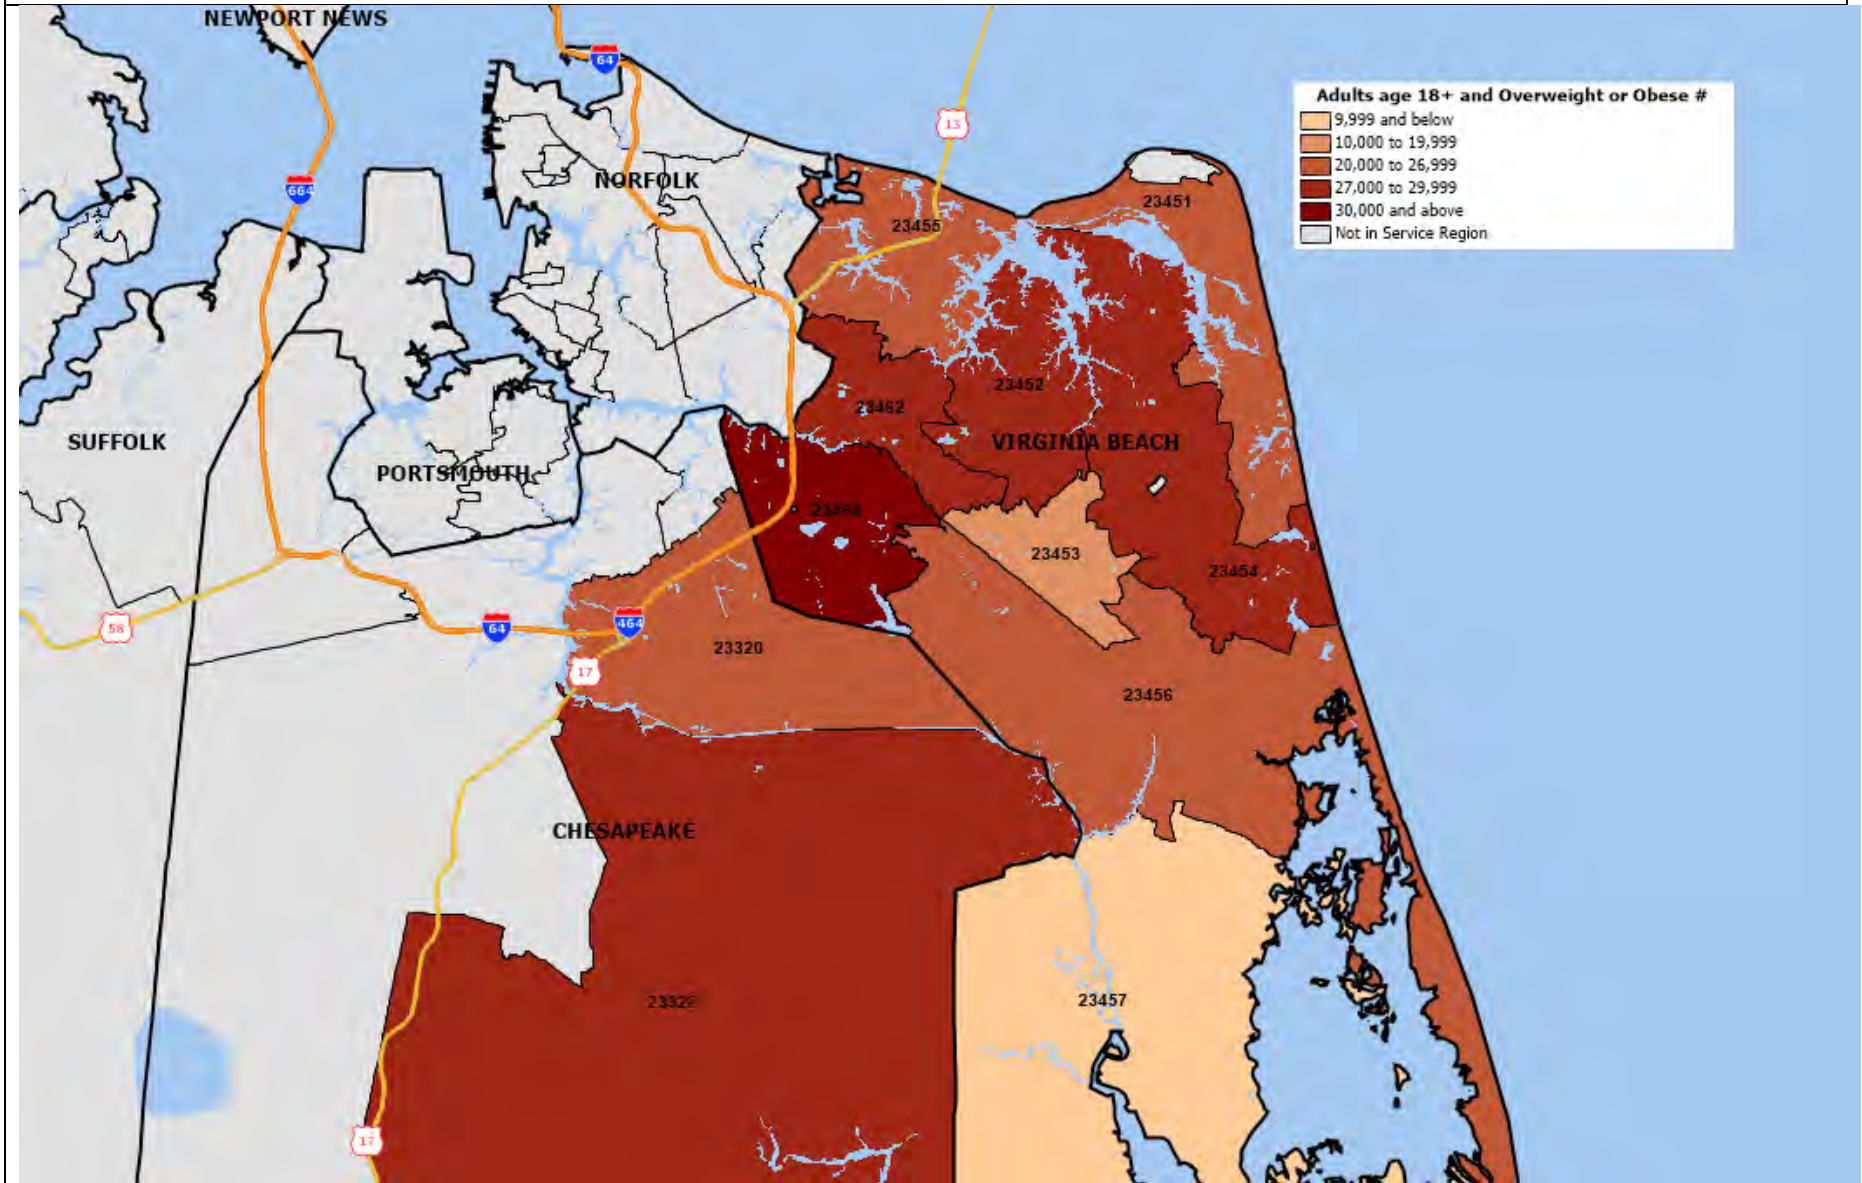 NEWPORT NEWS
64
13
Adults age 18+ and Overweight or Obese #
9,999 and below
10,000 to 19,999
20,000 to 26,999
27,000 to 29,999
30,000 and above
Not in Service Region
664
NORFOLK
23451
23455
23452
23462
SUFFOLK
VIRGINIA BEACH
PORTSMOUTH
23453
23454
58
64
464
23320
17
23456
CHESAPEAKE
23457
17